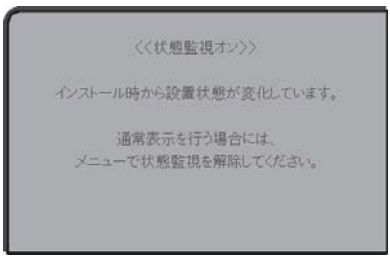 <<状態監視オン>>
インストール時から設置状態が変化しています。
通常表示を行う場合には、
メニューで状態監視を解除してください。